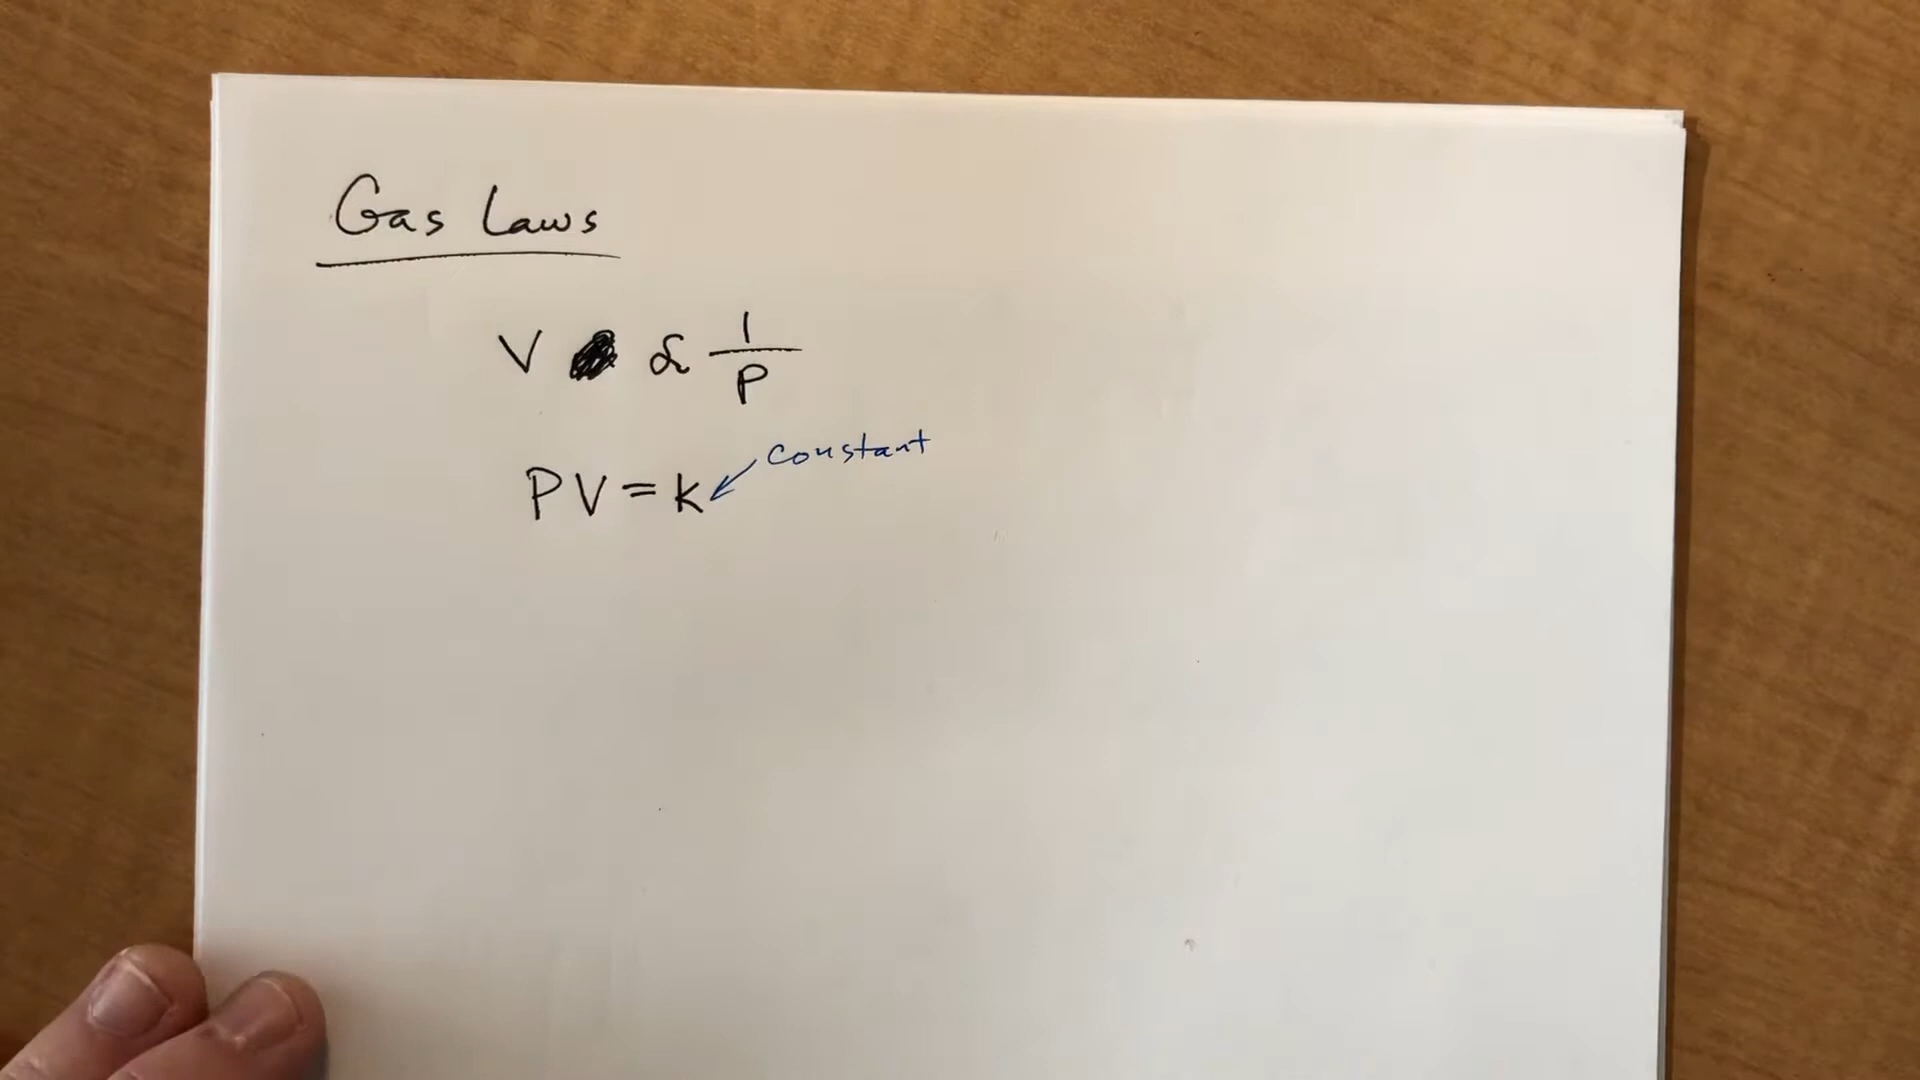 Gas Laws
V ∝ 1/P
constant
PV = k